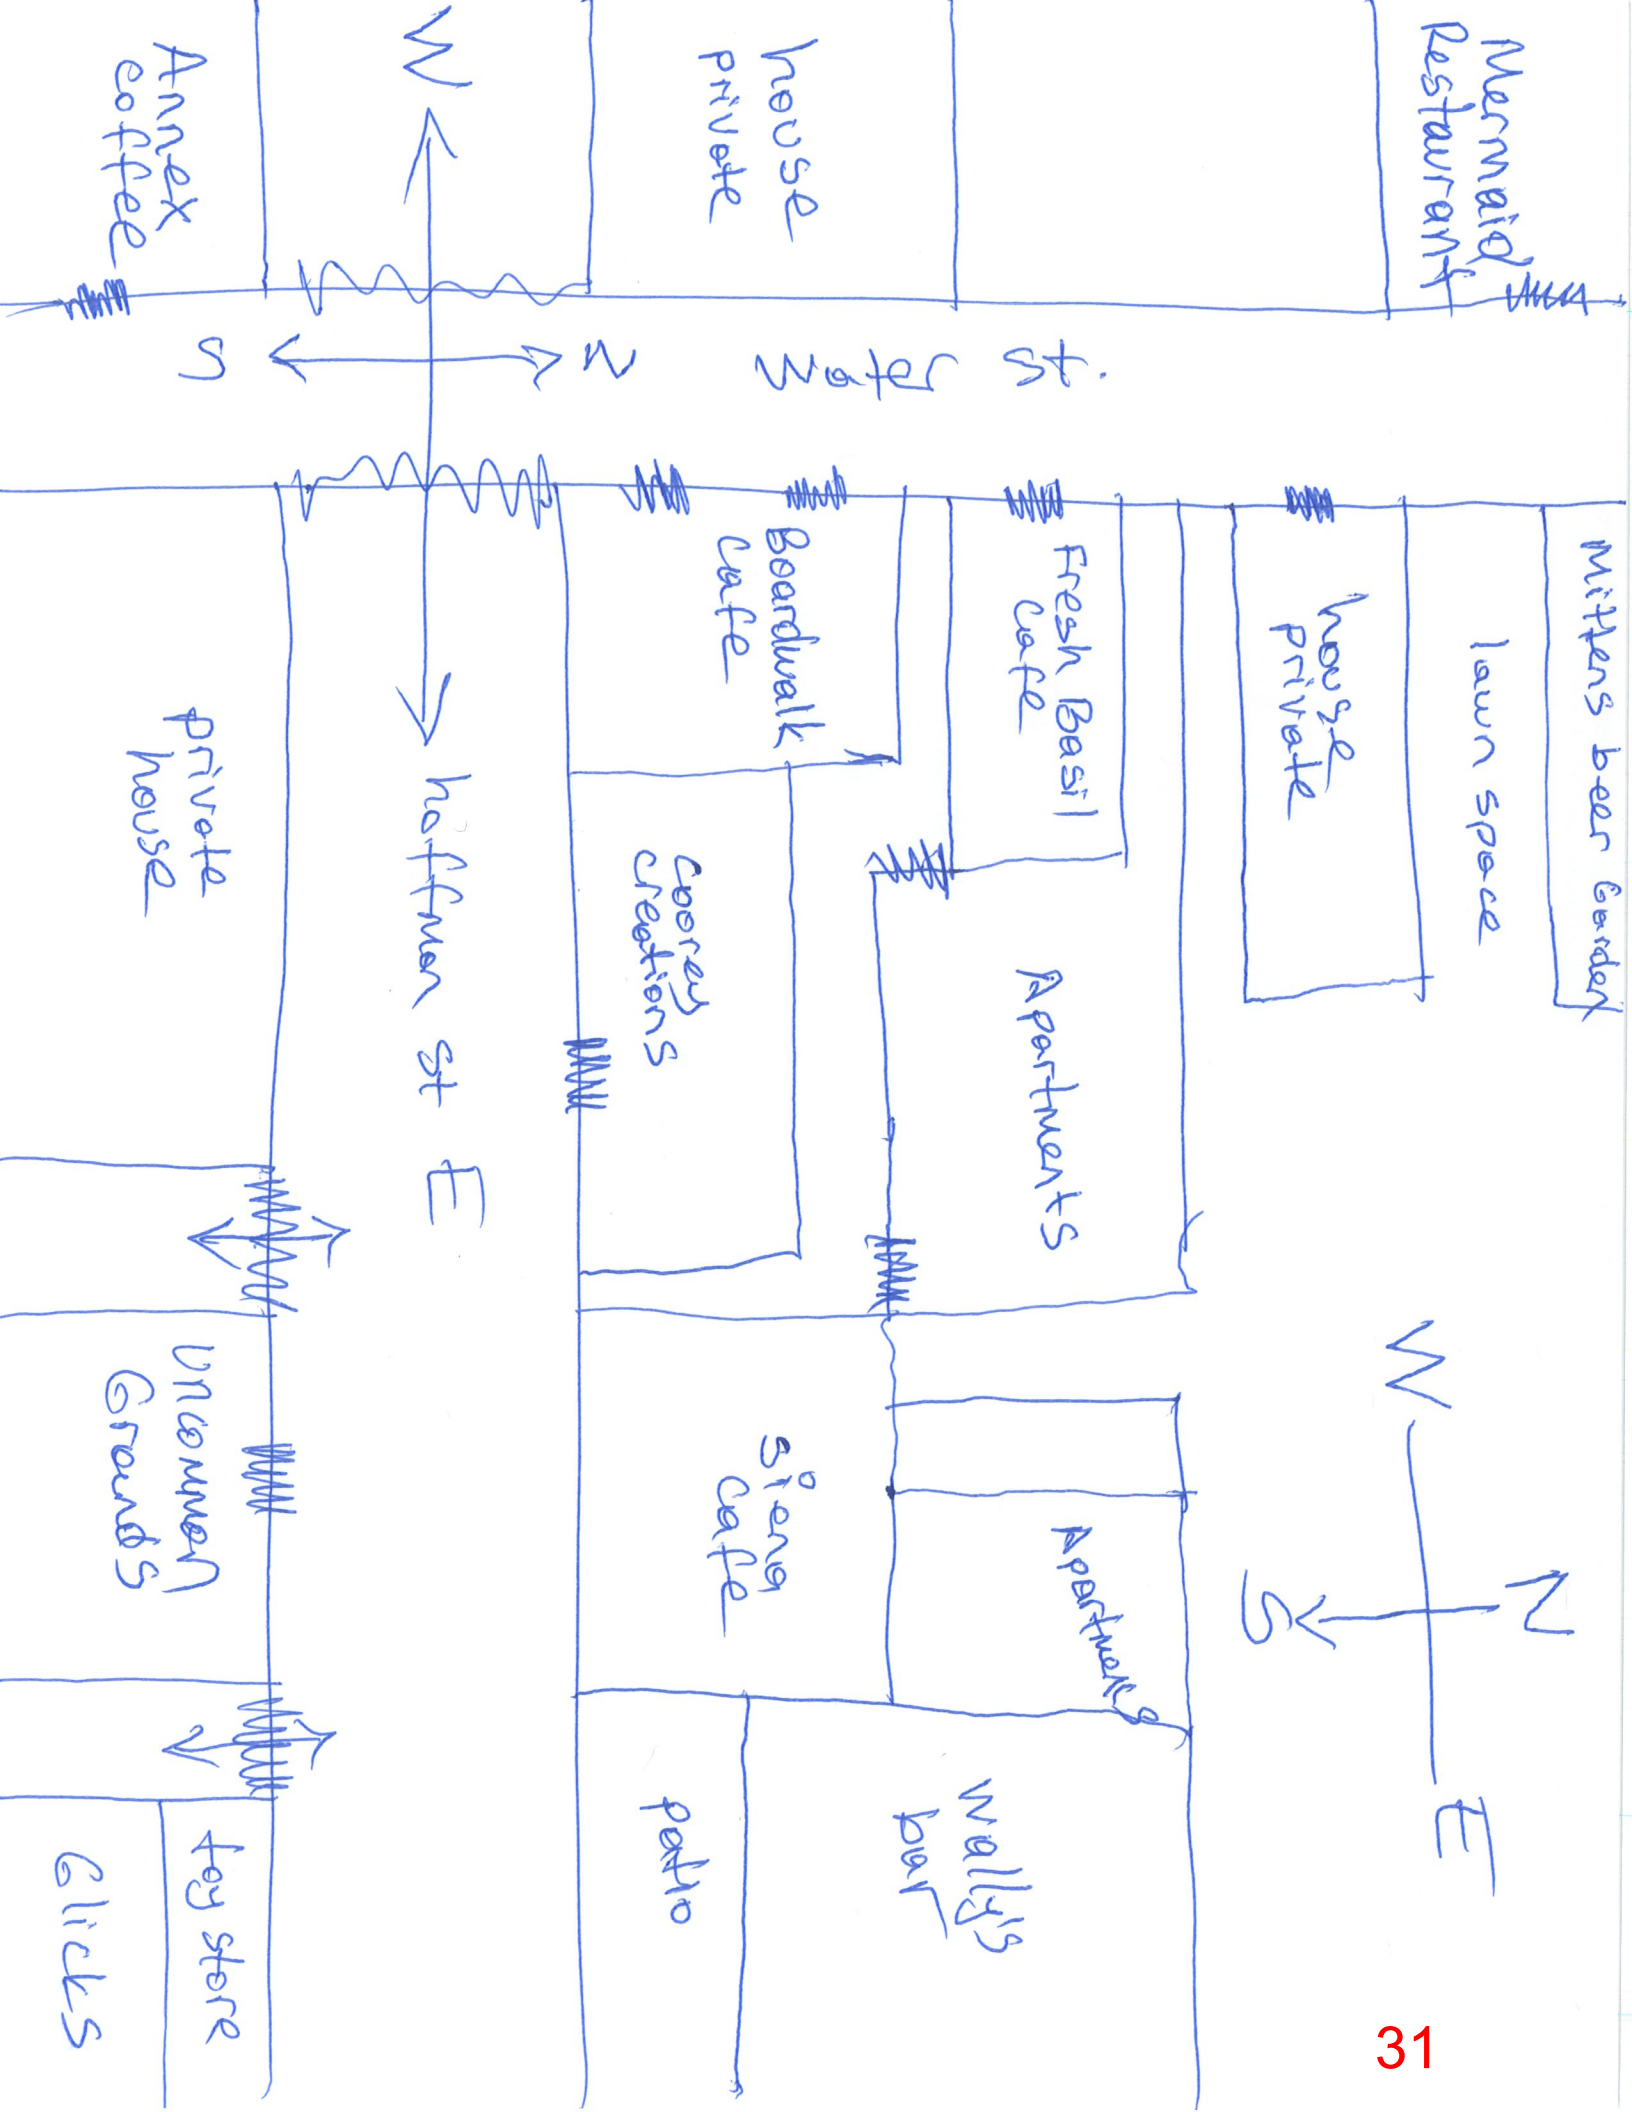 Mermaid
Restaurant
Mittens beer Garden
lawn space
house
private
N
W
E
S
house
private
Water St.
Fresh Basil
Cafe
Apartments
Apartments
Boardwalk
Cafe
Coorey
Creations
Siena
Cafe
Wally's
bar
Patio
N
W
hoffman st E
S
Annex
coffee
private
house
Uncommon
Grounds
toy store
Glicks
31